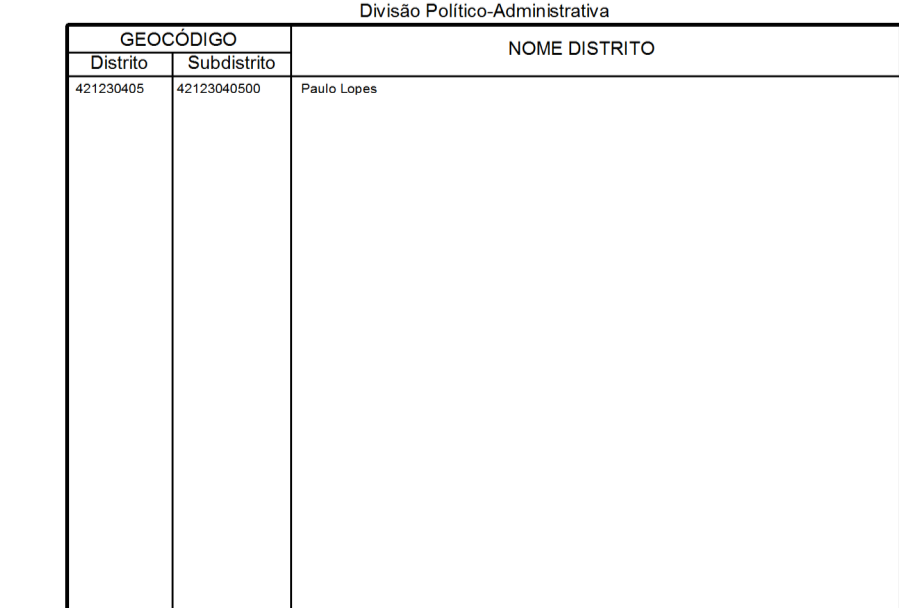 Divisão Político-Administrativa
GEOCÓDIGO
NOME DISTRITO
Distrito Subdistrito
421230405 42123040500 Paulo Lopes